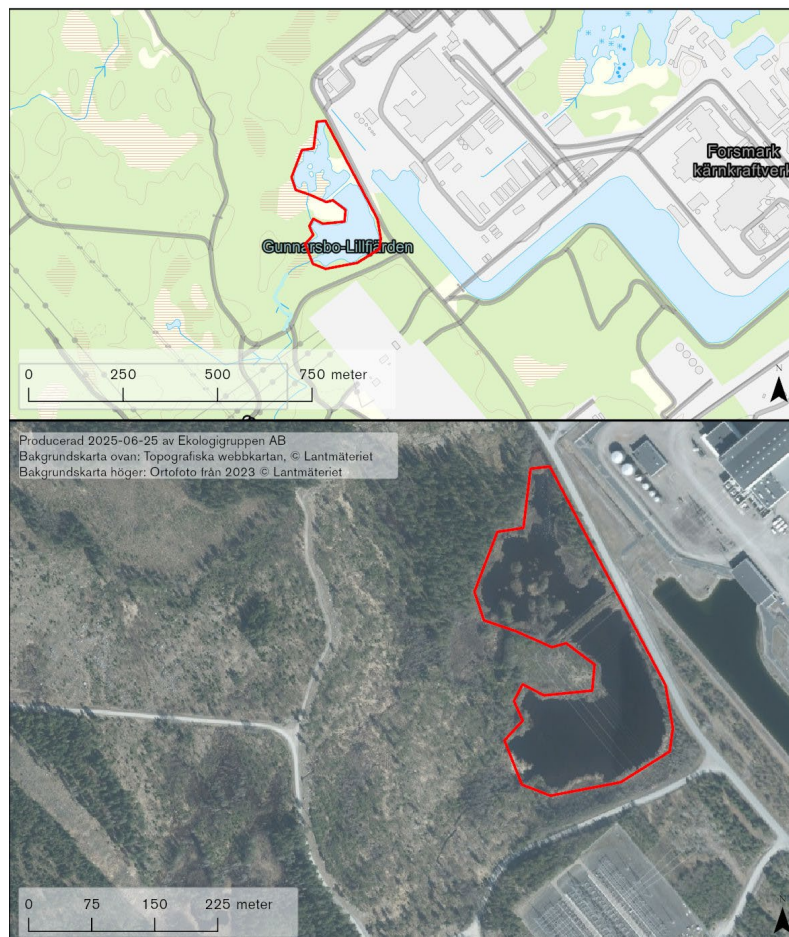 Forsmark
kärnkraftverk
Gunnarsbo-Lillfjärden
0 250 500 750 meter
N
Producerad 2025-06-25 av Ekologigruppen AB
Bakgrundskarta ovan: Topografiska webbkartan, © Lantmäteriet
Bakgrundskarta höger: Ortofoto från 2023 © Lantmäteriet
0 75 150 225 meter
N